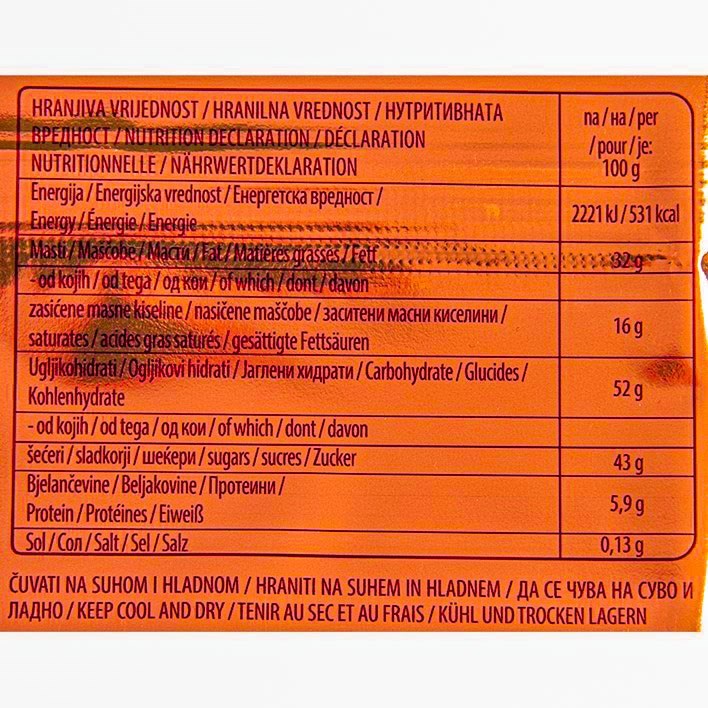 HRANJIVA VRIJEDNOST / HRANILNA VREDNOST / НУТРИТИВНАТА
ВРЕДНОСТ / NUTRITION DECLARATION / DÉCLARATION
NUTRITIONNELLE / NÄHRWERTDEKLARATION
na / на / per
/ pour / je:
100 g
Energija / Energijska vrednost / Енергетска вредност /
Energy / Énergie / Energie
2221 kJ / 531 kcal
Masti / Maščobe / Масти / Fat / Matières grasses / Fett
32 g
- od kojih / od tega / од кои / of which / dont / davon
zasićene masne kiseline / nasičene maščobe / заситени масни киселини /
saturates / acides gras saturés / gesättigte Fettsäuren
16 g
Ugljikohidrati / Ogljikovi hidrati / Јаглени хидрати / Carbohydrate / Glucides /
Kohlenhydrate
52 g
- od kojih / od tega / од кои / of which / dont / davon
šećeri / sladkorji / шеќери / sugars / sucres / Zucker
43 g
Bjelančevine / Beljakovine / Протеини /
Protein / Protéines / Eiweiß
5,9 g
Sol / Сол / Salt / Sel / Salz
0,13 g
ČUVATI NA SUHOM I HLADNOM / HRANITI NA SUHEM IN HLADNEM / ДА СЕ ЧУВА НА СУВО И
ЛАДНО / KEEP COOL AND DRY / TENIR AU SEC ET AU FRAIS / KÜHL UND TROCKEN LAGERN